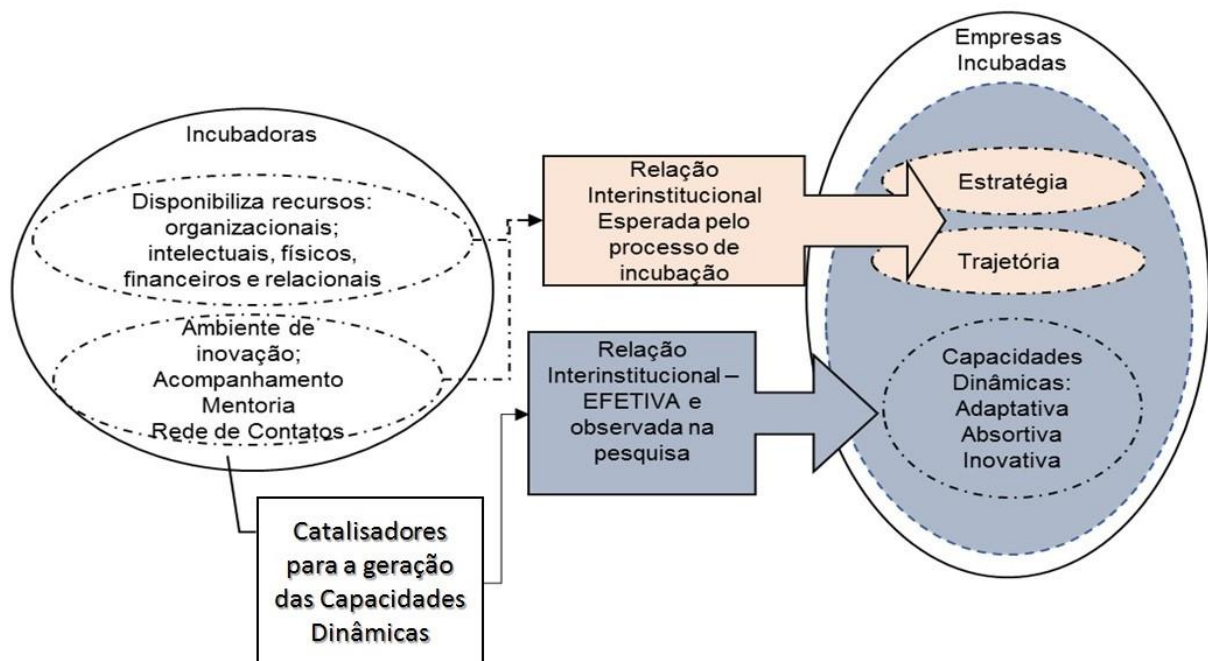 Incubadoras
Disponibiliza recursos:
organizacionais;
intelectuais, físicos,
financeiros e relacionais
Ambiente de
inovação;
Acompanhamento
Mentoria
Rede de Contatos
Catalisadores
para a geração
das Capacidades
Dinâmicas
Relação
Interinstitucional
Esperada pelo
processo de
incubação
Relação
Interinstitucional –
EFETIVA e
observada na
pesquisa
Empresas
Incubadas
Estratégia
Trajetória
Capacidades
Dinâmicas:
Adaptativa
Absortiva
Inovativa